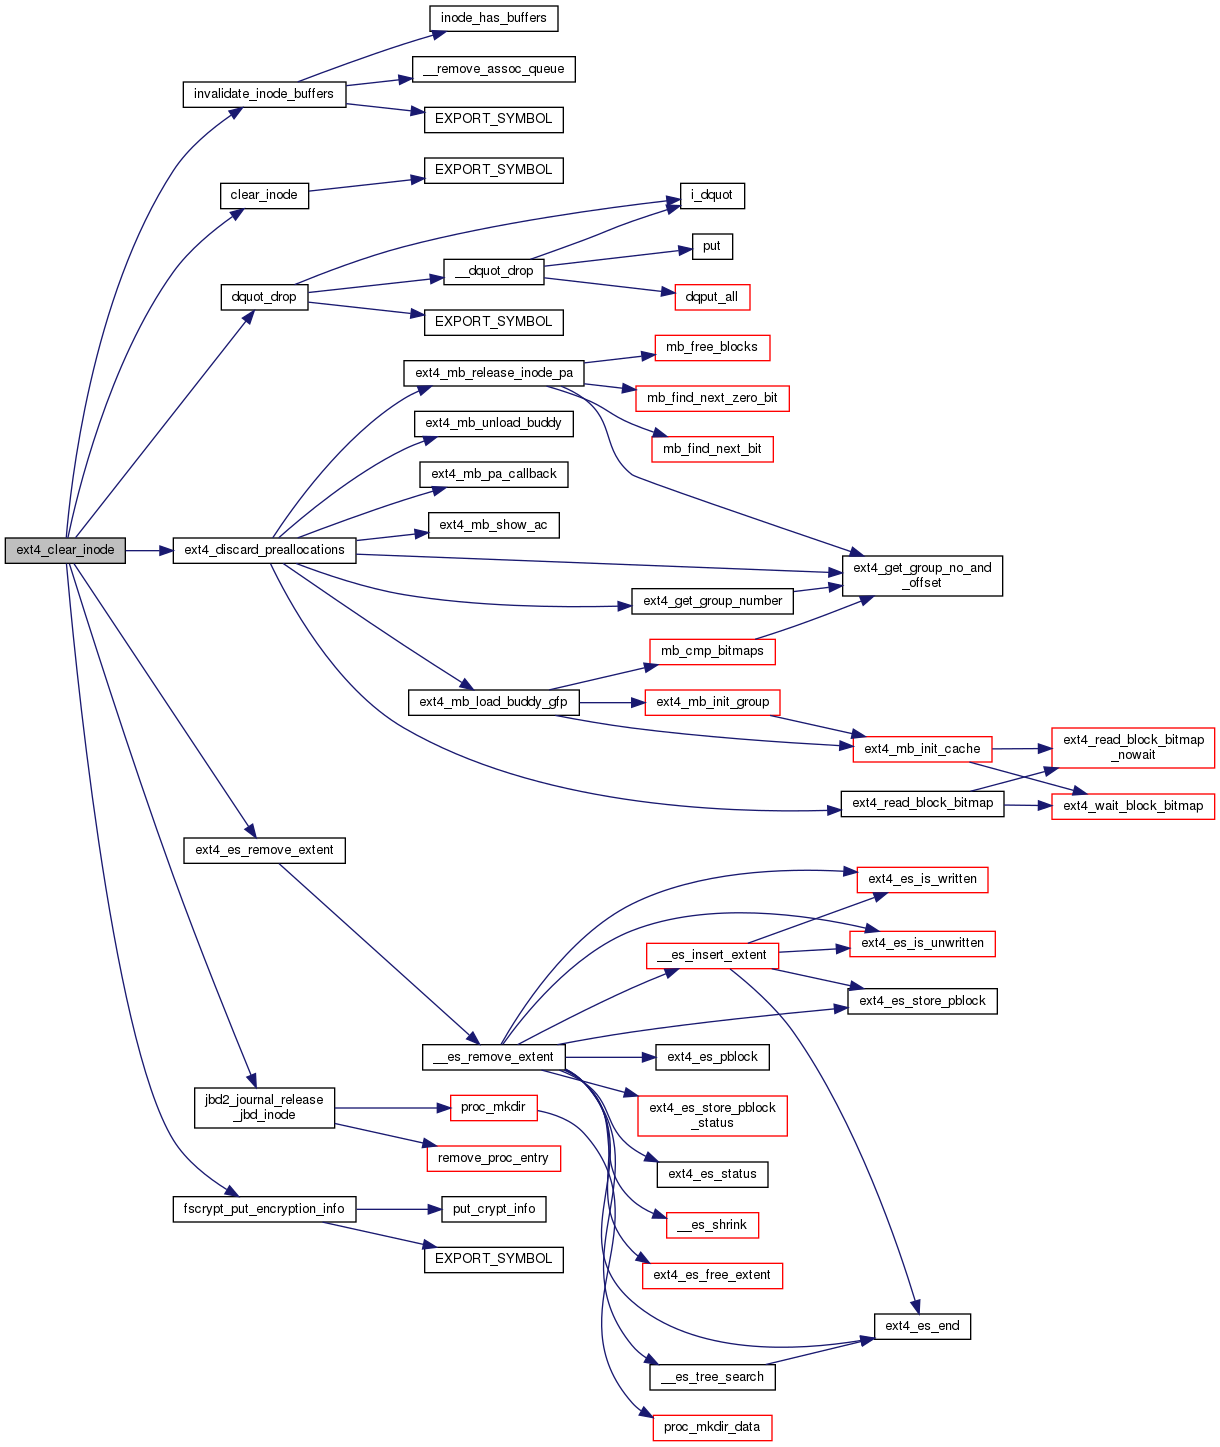 inode_has_buffers
__remove_assoc_queue
invalidate_inode_buffers
EXPORT_SYMBOL
EXPORT_SYMBOL
clear_inode
i_dquot
put
__dquot_drop
dquot_drop
dqput_all
EXPORT_SYMBOL
mb_free_blocks
ext4_mb_release_inode_pa
mb_find_next_zero_bit
ext4_mb_unload_buddy
mb_find_next_bit
ext4_mb_pa_callback
ext4_mb_show_ac
ext4_clear_inode
ext4_discard_preallocations
ext4_get_group_no_and
_offset
ext4_get_group_number
mb_cmp_bitmaps
ext4_mb_load_buddy_gfp
ext4_mb_init_group
ext4_mb_init_cache
ext4_read_block_bitmap
_nowait
ext4_read_block_bitmap
ext4_wait_block_bitmap
ext4_es_remove_extent
ext4_es_is_written
ext4_es_is_unwritten
__es_insert_extent
ext4_es_store_pblock
__es_remove_extent
ext4_es_pblock
jbd2_journal_release
_jbd_inode
proc_mkdir
ext4_es_store_pblock
_status
remove_proc_entry
ext4_es_status
fscrypt_put_encryption_info
put_crypt_info
__es_shrink
EXPORT_SYMBOL
ext4_es_free_extent
ext4_es_end
__es_tree_search
proc_mkdir_data